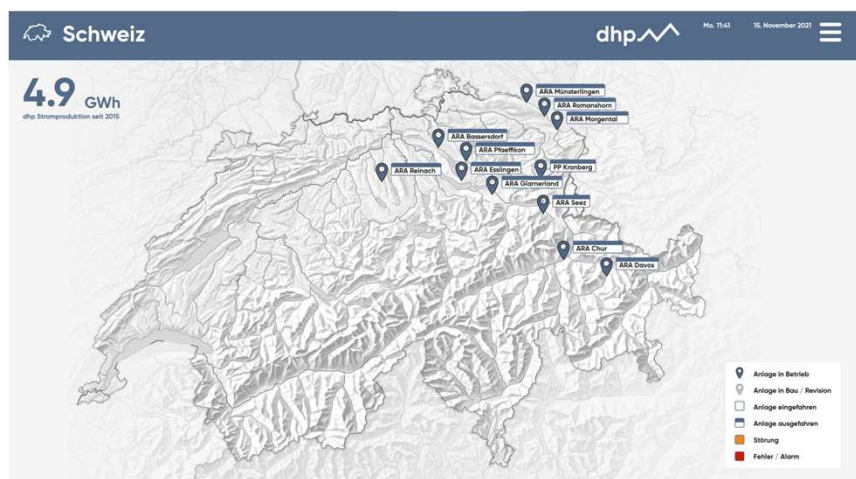 Schweiz
dhp
Mo. 11:41
15. November 2021
4.9 GWh
dhp Stromproduktion seit 2015
ARA Münsterlingen
ARA Romanshorn
ARA Morgental
ARA Bassersdorf
ARA Pfaeffikon
ARA Reinach
ARA Esslingen
PP Kronberg
ARA Glarnerland
ARA Seez
ARA Chur
ARA Davos
Anlage in Betrieb
Anlage in Bau / Revision
Anlage eingefahren
Anlage ausgefahren
Störung
Fehler / Alarm